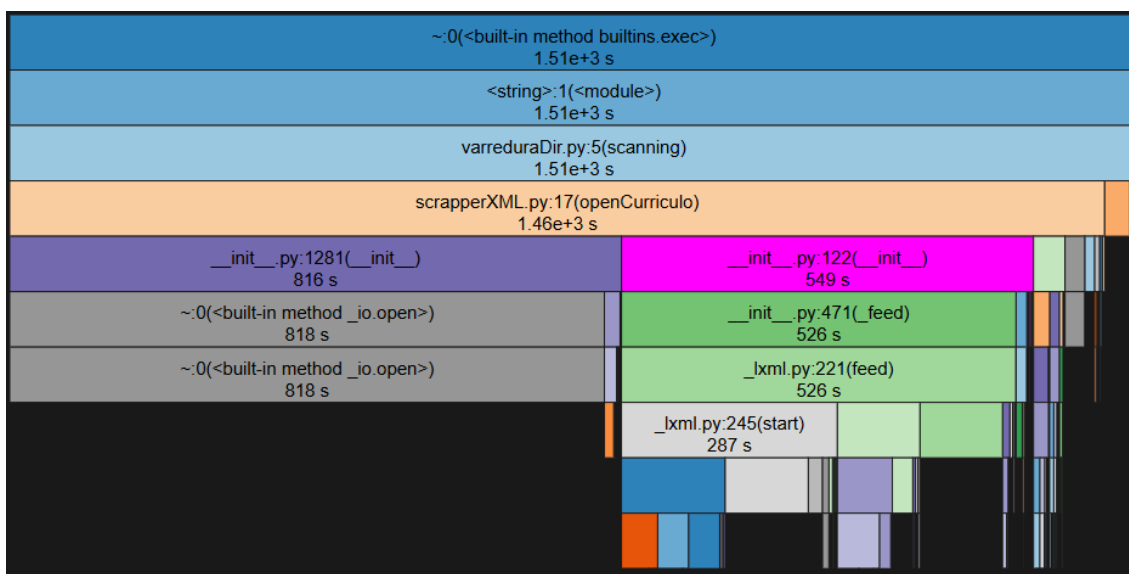 ~:0(<built-in method builtins.exec>)
1.51e+3 s
<string>:1(<module>)
1.51e+3 s
varreduraDir.py:5(scanning)
1.51e+3 s
scrapperXML.py:17(openCurriculo)
1.46e+3 s
__init__.py:1281(__init__)
816 s
__init__.py:122(__init__)
549 s
~:0(<built-in method _io.open>)
818 s
__init__.py:471(_feed)
526 s
~:0(<built-in method _io.open>)
818 s
_lxml.py:221(feed)
526 s
_lxml.py:245(start)
287 s